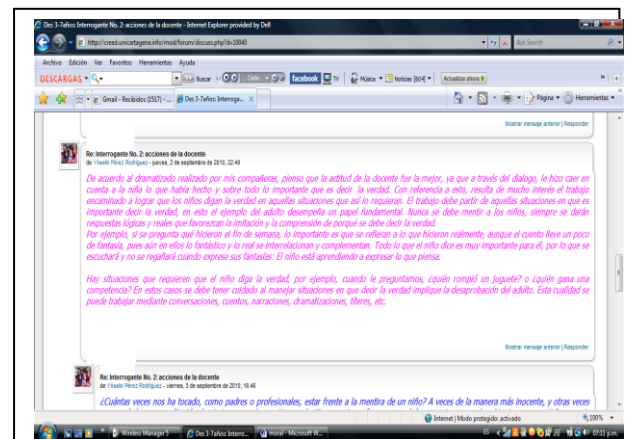 Des 3-7años: Interrogante No. 2: acciones de la docente - Internet Explorer provided by Dell
http://cread.unicartagena.info/mod/forum/discuss.php?d=10040
Ask Search
Archivo Edición Ver Favoritos Herramientas Ayuda
DESCARGAS Buscar facebook TV Música Noticias Actualizar ahora
Gmail - Recibidos (1517) - ... Des 3-7años: Interroga... X Página Herramientas
Mostrar mensaje anterior | Responder
Re: Interrogante No. 2: acciones de la docente
de Yiselin Pérez Rodriguez - jueves, 2 de septiembre de 2010, 22:49
De acuerdo al dramatizado realizado por mis compañeras, pienso que la actitud de la docente fue la mejor, ya que a través del dialogo, le hizo caer en
cuenta a la niña lo que había hecho y sobre todo lo importante que es decir la verdad. Con referencia a esto, resulta de mucho interés el trabajo
encaminado a lograr que los niños digan la verdad en aquellas situaciones que así lo requieran. El trabajo debe partir de aquellas situaciones en que es
importante decir la verdad, en esto el ejemplo del adulto desempeña un papel fundamental. Nunca se debe mentir a los niños, siempre se darán
respuestas lógicas y reales que favorezcan la imitación y la comprensión de porqué se debe decir la verdad.
Por ejemplo, si se pregunta qué hicieron el fin de semana, lo importante es que se refieran a lo que hicieron realmente, aunque el cuento lleve un poco
de fantasía, pues aún en ellos lo fantástico y lo real se interrelacionan y complementan. Todo lo que el niño dice es muy importante para él, por lo que se
escuchará y no se regañará cuando exprese sus fantasías: El niño está aprendiendo a expresar lo que piensa.
Hay situaciones que requieren que el niño diga la verdad, por ejemplo, cuando le preguntamos, ¿quién rompió un juguete? o ¿quién gana una
competencia? En estos casos se debe tener cuidado al manejar situaciones en que decir la verdad implique la desaprobación del adulto. Esta cualidad se
puede trabajar mediante conversaciones, cuentos, narraciones, dramatizaciones, títeres, etc.
Mostrar mensaje anterior | Responder
Re: Interrogante No. 2: acciones de la docente
de Yiselin Pérez Rodriguez - viernes, 3 de septiembre de 2010, 16:46
¿Cuántas veces nos ha tocado, como padres o profesionales, estar frente a la mentira de un niño? A veces de la manera más inocente, y otras veces
Internet | Modo protegido: activado 100%
Wireless Manager Des 3-7años: Interro... moral - Microsoft W... ES 07:11 p.m.